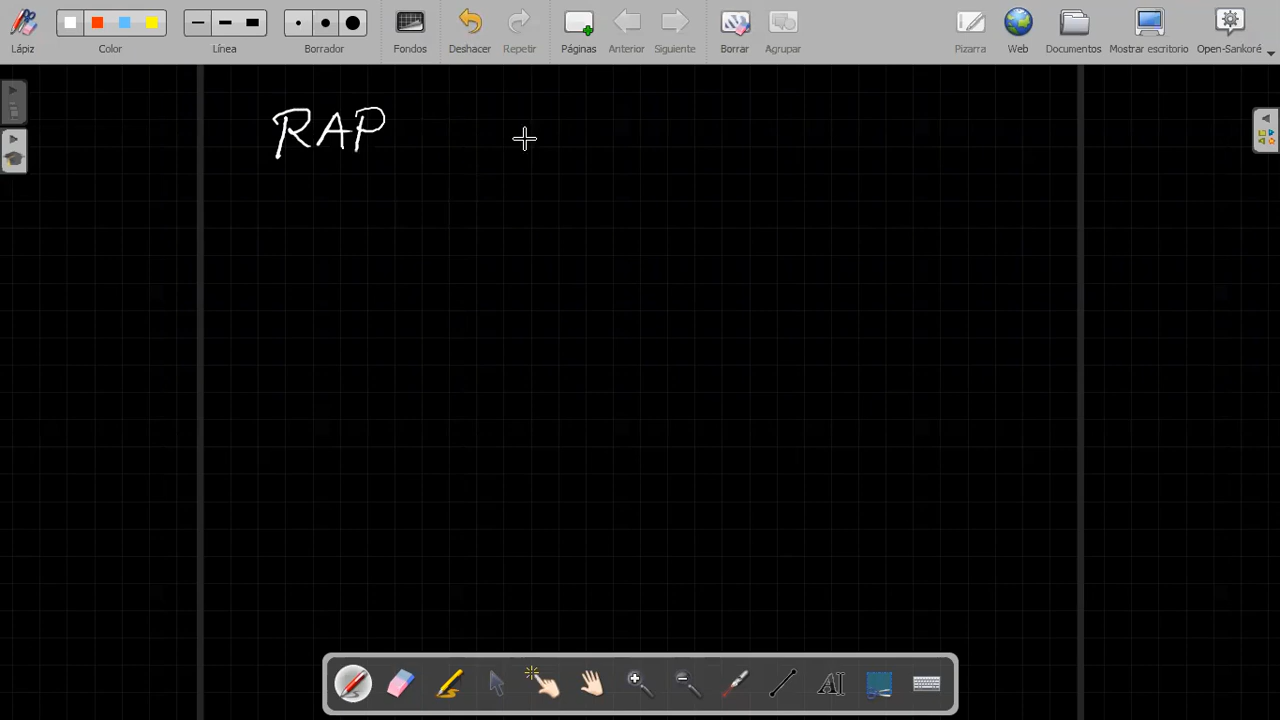 Lápiz Color Línea Borrador Fondos Deshacer Repetir Páginas Anterior Siguiente Borrar Agrupar Pizarra Web Documentos Mostrar escritorio Open-Sankoré
RAP
AI